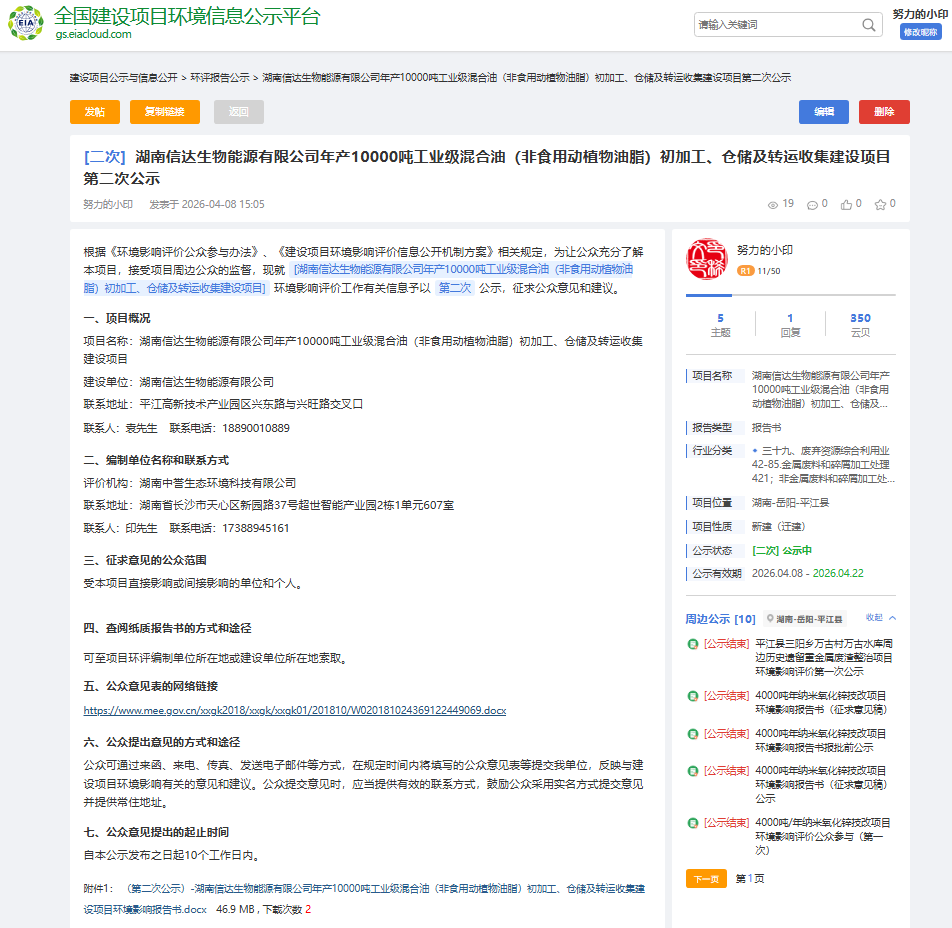 全国建设项目环境信息公示平台
gs.eiacloud.com
请输入关键词
努力的小印
修改昵称
建设项目公示与信息公开 > 环评报告公示 > 湖南信达生物能源有限公司年产10000吨工业级混合油（非食用动植物油脂）初加工、仓储及转运收集建设项目第二次公示
发帖 复制链接 返回 编辑 删除
[二次] 湖南信达生物能源有限公司年产10000吨工业级混合油（非食用动植物油脂）初加工、仓储及转运收集建设项目
第二次公示
努力的小印 发表于 2026-04-08 15:05 19 0 0 0
根据《环境影响评价公众参与办法》、《建设项目环境影响评价信息公开机制方案》相关规定，为让公众充分了解
本项目，接受项目周边公众的监督，现就 [湖南信达生物能源有限公司年产10000吨工业级混合油（非食用动植物油
脂）初加工、仓储及转运收集建设项目] 环境影响评价工作有关信息予以 第二次 公示，征求公众意见和建议。
一、项目概况
项目名称：湖南信达生物能源有限公司年产10000吨工业级混合油（非食用动植物油脂）初加工、仓储及转运收集
建设项目
建设单位：湖南信达生物能源有限公司
联系地址：平江高新技术产业园区兴东路与兴旺路交叉口
联系人：袁先生 联系电话：18890010889
二、编制单位名称和联系方式
评价机构：湖南中誉生态环境科技有限公司
联系地址：湖南省长沙市天心区新园路37号超世智能产业园2栋1单元607室
联系人：印先生 联系电话：17388945161
三、征求意见的公众范围
受本项目直接影响或间接影响的单位和个人。
四、查阅纸质报告书的方式和途径
可至项目环评编制单位所在地或建设单位所在地索取。
五、公众意见表的网络链接
https://www.mee.gov.cn/xxgk2018/xxgk/xxgk01/201810/W020181024369122449069.docx
六、公众提出意见的方式和途径
公众可通过来函、来电、传真、发送电子邮件等方式，在规定时间内将填写的公众意见表等提交我单位，反映与建
设项目环境影响有关的意见和建议。公众提交意见时，应当提供有效的联系方式，鼓励公众采用实名方式提交意见
并提供常住地址。
七、公众意见提出的起止时间
自本公示发布之日起10个工作日内。
附件1： （第二次公示）-湖南信达生物能源有限公司年产10000吨工业级混合油（非食用动植物油脂）初加工、仓储及转运收集建
设项目环境影响报告书.docx 46.9 MB , 下载次数 2
努力的小印
R1 11/50
5 1 350
主题 回复 云贝
项目名称 湖南信达生物能源有限公司年产
10000吨工业级混合油（非食用
动植物油脂）初加工、仓储及...
报告类型 报告书
行业分类 三十九、废弃资源综合利用业
42-85.金属废料和碎屑加工处理
421；非金属废料和碎屑加工处...
项目位置 湖南-岳阳-平江县
项目性质 新建（迁建）
公示状态 [二次] 公示中
公示有效期 2026.04.08 - 2026.04.22
周边公示 [10] 湖南-岳阳-平江县 收起
[公示结束] 平江县三阳乡万古村万古水库周
边历史遗留重金属废渣整治项目
环境影响评价第一次公示
[公示结束] 4000吨年纳米氧化锌技改项目
环境影响报告书（征求意见稿）
[公示结束] 4000吨年纳米氧化锌技改项目
环境影响报告书报批前公示
[公示结束] 4000吨年纳米氧化锌技改项目
环境影响报告书（征求意见稿）
公示
[公示结束] 4000吨/年纳米氧化锌技改项目
环境影响评价公众参与（第一
次）
下一页 第1页